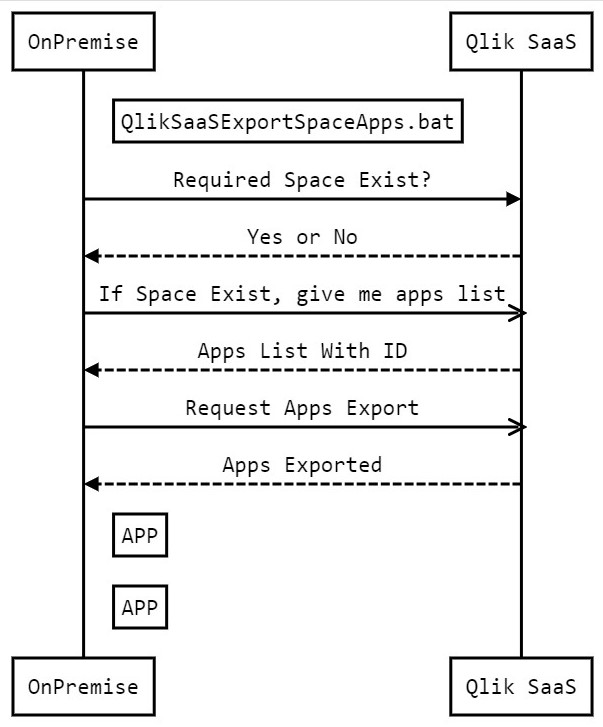 OnPremise
Qlik SaaS
QlikSaaSExportSpaceApps.bat
Required Space Exist?
Yes or No
If Space Exist, give me apps list
Apps List With ID
Request Apps Export
Apps Exported
APP
APP
OnPremise
Qlik SaaS